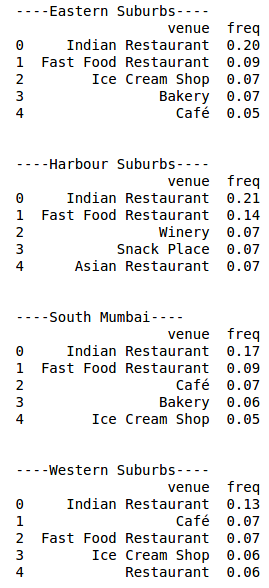 ----Eastern Suburbs----
                  venue  freq
0     Indian Restaurant  0.20
1  Fast Food Restaurant  0.09
2        Ice Cream Shop  0.07
3                Bakery  0.07
4                  Café  0.05
----Harbour Suburbs----
                  venue  freq
0     Indian Restaurant  0.21
1  Fast Food Restaurant  0.14
2                Winery  0.07
3           Snack Place  0.07
4      Asian Restaurant  0.07
----South Mumbai----
                  venue  freq
0     Indian Restaurant  0.17
1  Fast Food Restaurant  0.09
2                  Café  0.07
3                Bakery  0.06
4        Ice Cream Shop  0.05
----Western Suburbs----
                  venue  freq
0     Indian Restaurant  0.13
1                  Café  0.07
2  Fast Food Restaurant  0.07
3        Ice Cream Shop  0.06
4            Restaurant  0.06